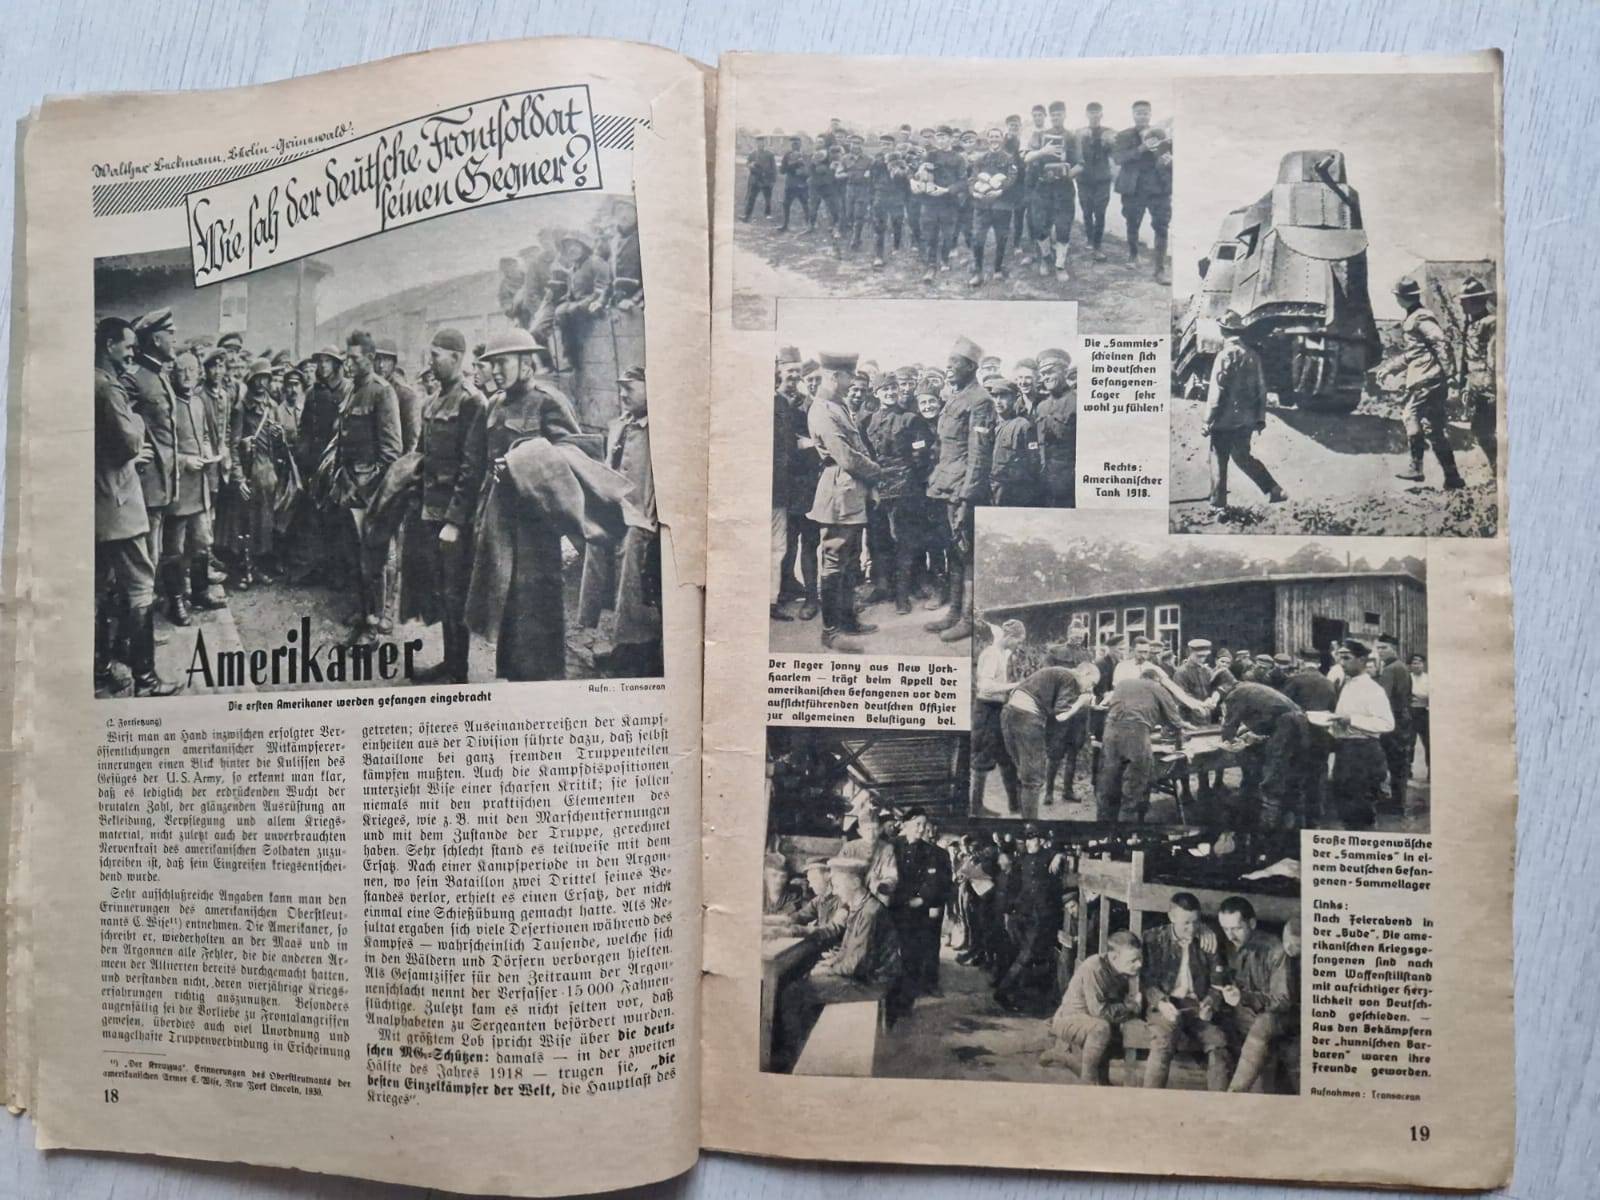 Walther Beckmann, Berlin-Grunewald:
Wie sah der deutsche Frontsoldat
seinen Gegner?
Amerikaner
Aufn.: Transocean
Die ersten Amerikaner werden gefangen eingebracht
(2. Fortsetzung)
Wirft man an Hand inzwischen erfolgter Ver-
öffentlichungen amerikanischer Mitkämpferer-
innerungen einen Blick hinter die Kulissen des
Gefüges der U.S. Army, so erkennt man klar,
daß es lediglich der erdrückenden Wucht der
brutalen Zahl, der glänzenden Ausrüstung an
Bekleidung, Verpflegung und allem Kriegs-
material, nicht zuletzt auch der unverbrauchten
Nervenkraft des amerikanischen Soldaten zuzu-
schreiben ist, daß sein Eingreifen kriegsentschei-
dend wurde.
Sehr aufschlußreiche Angaben kann man den
Erinnerungen des amerikanischen Oberstleut-
nants C. Wise¹¹) entnehmen. Die Amerikaner, so
schreibt er, wiederholten an der Maas und in
den Argonnen alle Fehler, die die anderen Ar-
meen der Alliierten bereits durchgemacht hatten,
und verstanden nicht, deren vierjährige Kriegs-
erfahrungen richtig auszunutzen. Besonders
augenfällig sei die Vorliebe zu Frontalangriffen
gewesen, überdies auch viel Unordnung und
mangelhafte Truppenverbindung in Erscheinung
¹¹) „Der Kreuzzug“. Erinnerungen des Oberstleutnants der
amerikanischen Armee C. Wise, New York Lincoln, 1930.
18
getreten; öfteres Auseinanderreißen der Kampf-
einheiten aus der Division führte dazu, daß selbst
Bataillone bei ganz fremden Truppenteilen
kämpfen mußten. Auch die Kampfdispositionen
unterzieht Wise einer scharfen Kritik; sie sollen
niemals mit den praktischen Elementen des
Krieges, wie z. B. mit den Marschentfernungen
und mit dem Zustande der Truppe, gerechnet
haben. Sehr schlecht stand es teilweise mit dem
Ersatz. Nach einer Kampfperiode in den Argon-
nen, wo sein Bataillon zwei Drittel seines Be-
standes verlor, erhielt es einen Ersatz, der nicht
einmal eine Schießübung gemacht hatte. Als Re-
sultat ergaben sich viele Desertionen während des
Kampfes — wahrscheinlich Tausende, welche sich
in den Wäldern und Dörfern verborgen hielten.
Als Gesamtziffer für den Zeitraum der Argon-
nenschlacht nennt der Verfasser 15 000 Fahnen-
flüchtige. Zuletzt kam es nicht selten vor, daß
Analphabeten zu Sergeanten befördert wurden.
Mit größtem Lob spricht Wise über die deut-
schen MG.-Schützen: damals — in der zweiten
Hälfte des Jahres 1918 — trugen sie, „die
besten Einzelkämpfer der Welt, die Hauptlast des
Krieges“.
Die „Sammies“
scheinen sich
im deutschen
Gefangenen-
Lager sehr
wohl zu fühlen!
Rechts:
Amerikanischer
Tank 1918.
Der Neger Jonny aus New York-
Haarlem — trägt beim Appell der
amerikanischen Gefangenen vor dem
aufsichtführenden deutschen Offizier
zur allgemeinen Belustigung bei.
Große Morgenwäsche
der „Sammies“ in ei-
nem deutschen Gefan-
genen-Sammellager
Links:
Nach Feierabend in
der „Bude“. Die ame-
rikanischen Kriegsge-
fangenen sind nach
dem Waffenstillstand
mit aufrichtiger Herz-
lichkeit von Deutsch-
land geschieden. —
Aus den Bekämpfern
der „hunnischen Bar-
baren“ waren ihre
Freunde geworden.
Aufnahmen: Transocean
19